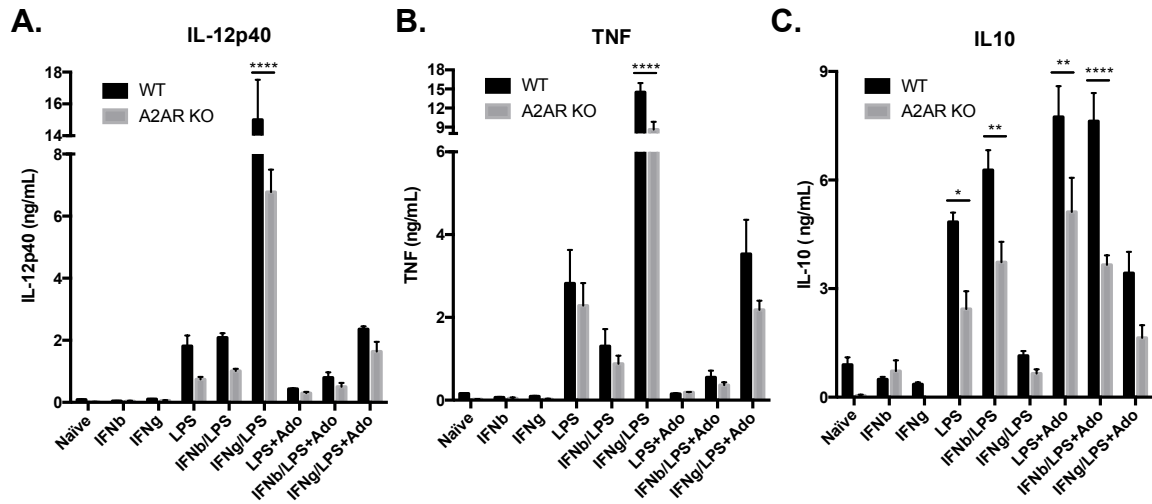 A.
IL-12p40
IL-12p40 (ng/mL)
18
16
14
8
6
4
2
0
WT
A2AR KO
****
Naïve
IFNb
IFNg
LPS
IFNb/LPS
IFNg/LPS
LPS+Ado
IFNb/LPS+Ado
IFNg/LPS+Ado
B.
TNF
TNF (ng/mL)
18
15
12
9
6
4
2
0
WT
A2AR KO
****
Naïve
IFNb
IFNg
LPS
IFNb/LPS
IFNg/LPS
LPS+Ado
IFNb/LPS+Ado
IFNg/LPS+Ado
C.
IL10
IL-10 ( ng/mL)
9
6
3
0
WT
A2AR KO
*
**
**
****
Naïve
IFNb
IFNg
LPS
IFNb/LPS
IFNg/LPS
LPS+Ado
IFNb/LPS+Ado
IFNg/LPS+Ado